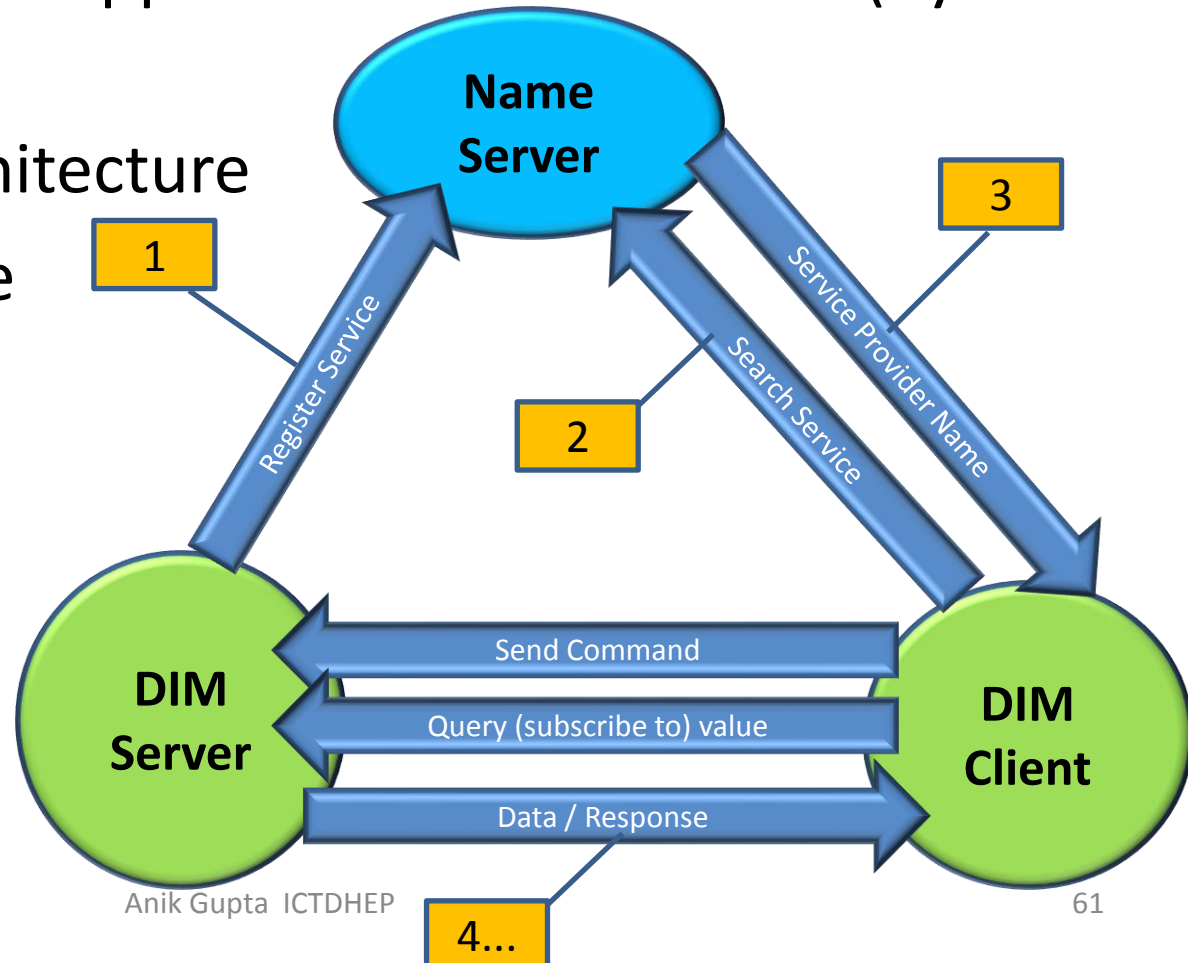 Name
Server
hitecture
3
1
Service Provider Name
Register Service
Search Service
2
Send Command
DIM
Server
Query (subscribe to) value
DIM
Client
Data / Response
Anik Gupta ICTDHEP
61
4...